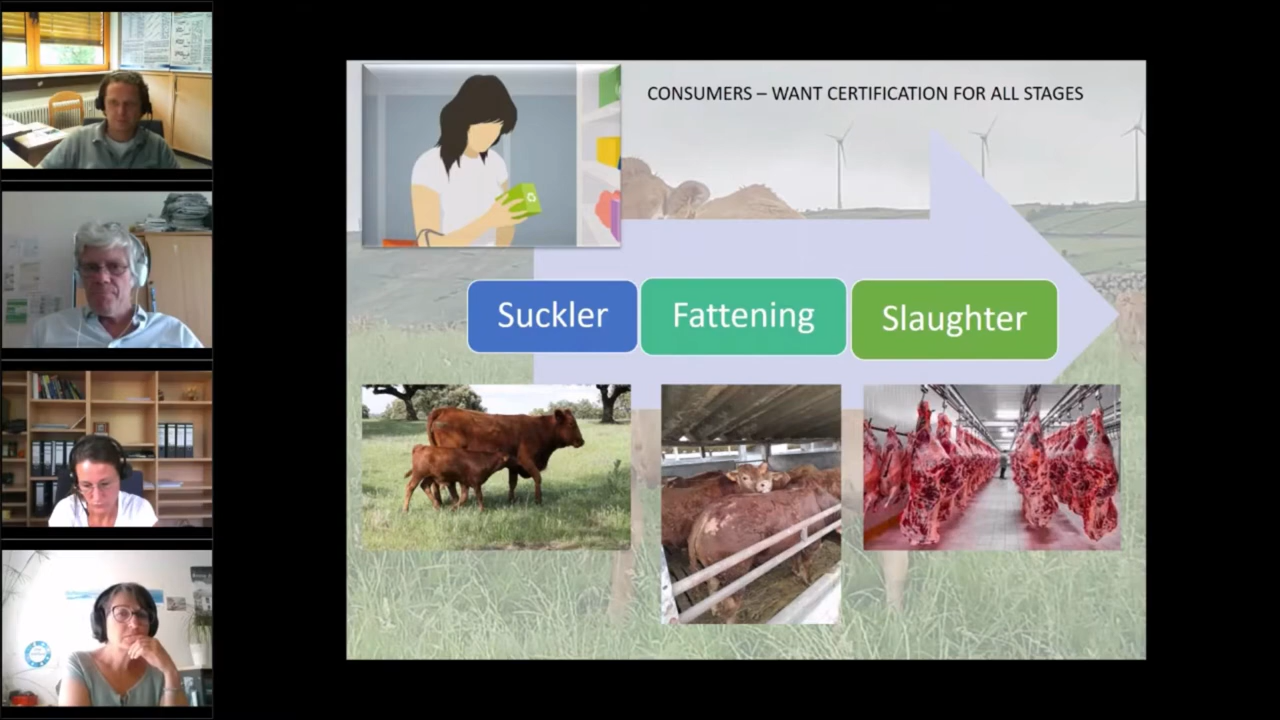 CONSUMERS – WANT CERTIFICATION FOR ALL STAGES
Suckler
Fattening
Slaughter